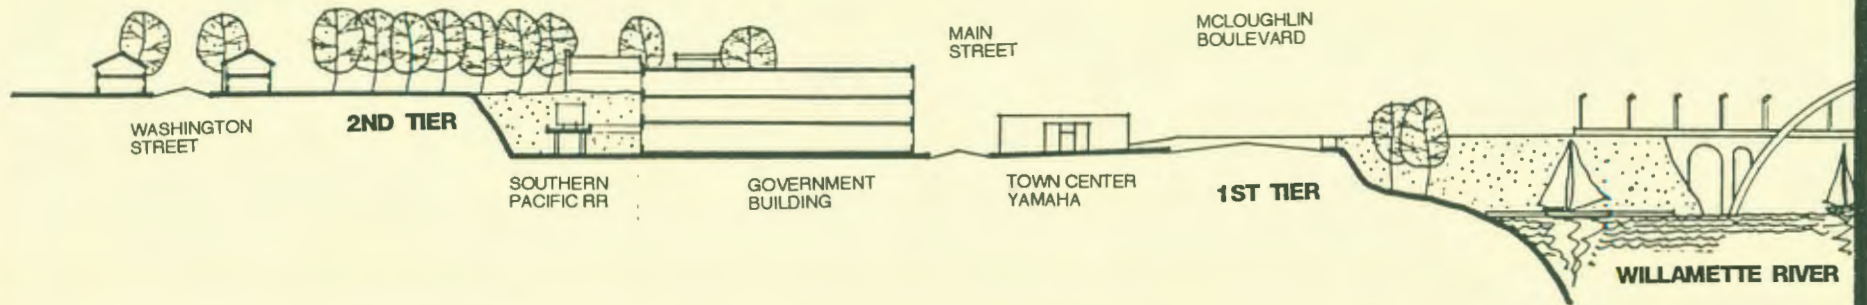 MAIN
STREET
MCLOUGHLIN
BOULEVARD
WASHINGTON
STREET
2ND TIER
SOUTHERN
PACIFIC RR
GOVERNMENT
BUILDING
TOWN CENTER
YAMAHA
1ST TIER
WILLAMETTE RIVER